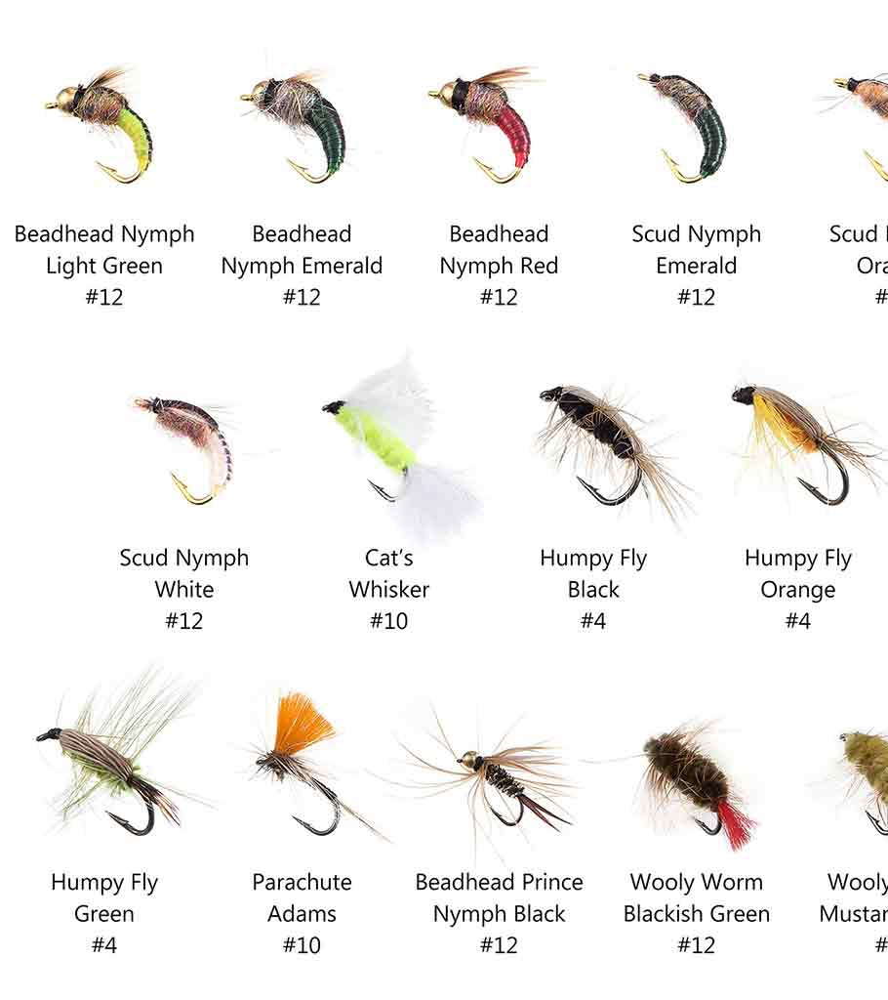 Beadhead Nymph
Light Green
#12
Beadhead
Nymph Emerald
#12
Beadhead
Nymph Red
#12
Scud Nymph
Emerald
#12
Scud
#
Scud Nymph
White
#12
Cat’s
Whisker
#10
Humpy Fly
Black
#4
Humpy Fly
Orange
#4
Humpy Fly
Green
#4
Parachute
Adams
#10
Beadhead Prince
Nymph Black
#12
Wooly Worm
Blackish Green
#12
Wooly
#